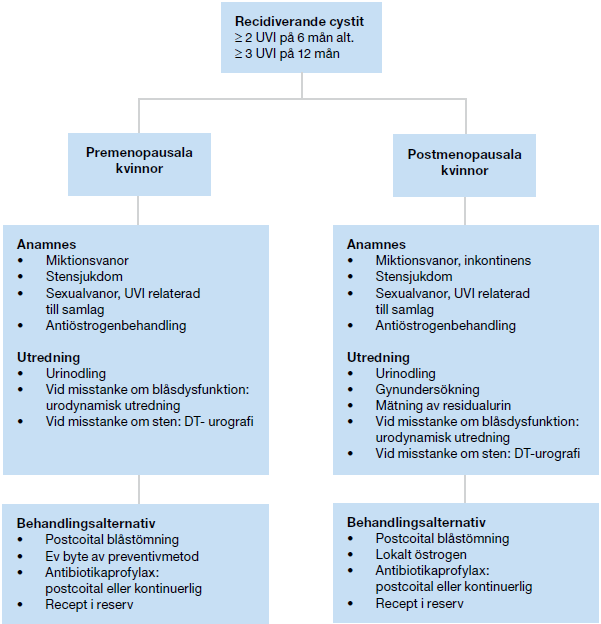 Recidiverande cystit
≥ 2 UVI på 6 mån alt.
≥ 3 UVI på 12 mån
Premenopausala
kvinnor
Postmenopausala
kvinnor
Anamnes
• Miktionsvanor
• Stensjukdom
• Sexualvanor, UVI relaterad
till samlag
• Antiöstrogenbehandling
Utredning
• Urinodling
• Vid misstanke om blåsdysfunktion:
urodynamisk utredning
• Vid misstanke om sten: DT- urografi
Anamnes
• Miktionsvanor, inkontinens
• Stensjukdom
• Sexualvanor, UVI relaterad
till samlag
• Antiöstrogenbehandling
Utredning
• Urinodling
• Gynundersökning
• Mätning av residualurin
• Vid misstanke om blåsdysfunktion:
urodynamisk utredning
• Vid misstanke om sten: DT-urografi
Behandlingsalternativ
• Postcoital blåstömning
• Ev byte av preventivmetod
• Antibiotikaprofylax:
postcoital eller kontinuerlig
• Recept i reserv
Behandlingsalternativ
• Postcoital blåstömning
• Lokalt östrogen
• Antibiotikaprofylax:
postcoital eller kontinuerlig
• Recept i reserv